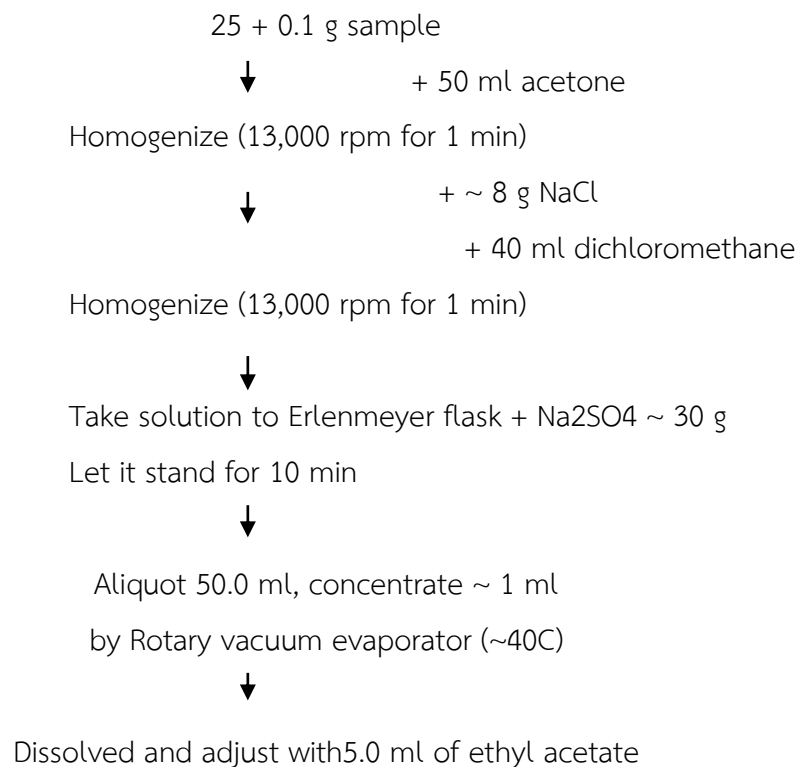 25 + 0.1 g sample
+ 50 ml acetone
Homogenize (13,000 rpm for 1 min)
+ ~ 8 g NaCl
+ 40 ml dichloromethane
Homogenize (13,000 rpm for 1 min)
Take solution to Erlenmeyer flask + Na2SO4 ~ 30 g
Let it stand for 10 min
Aliquot 50.0 ml, concentrate ~ 1 ml
by Rotary vacuum evaporator (~40C)
Dissolved and adjust with5.0 ml of ethyl acetate